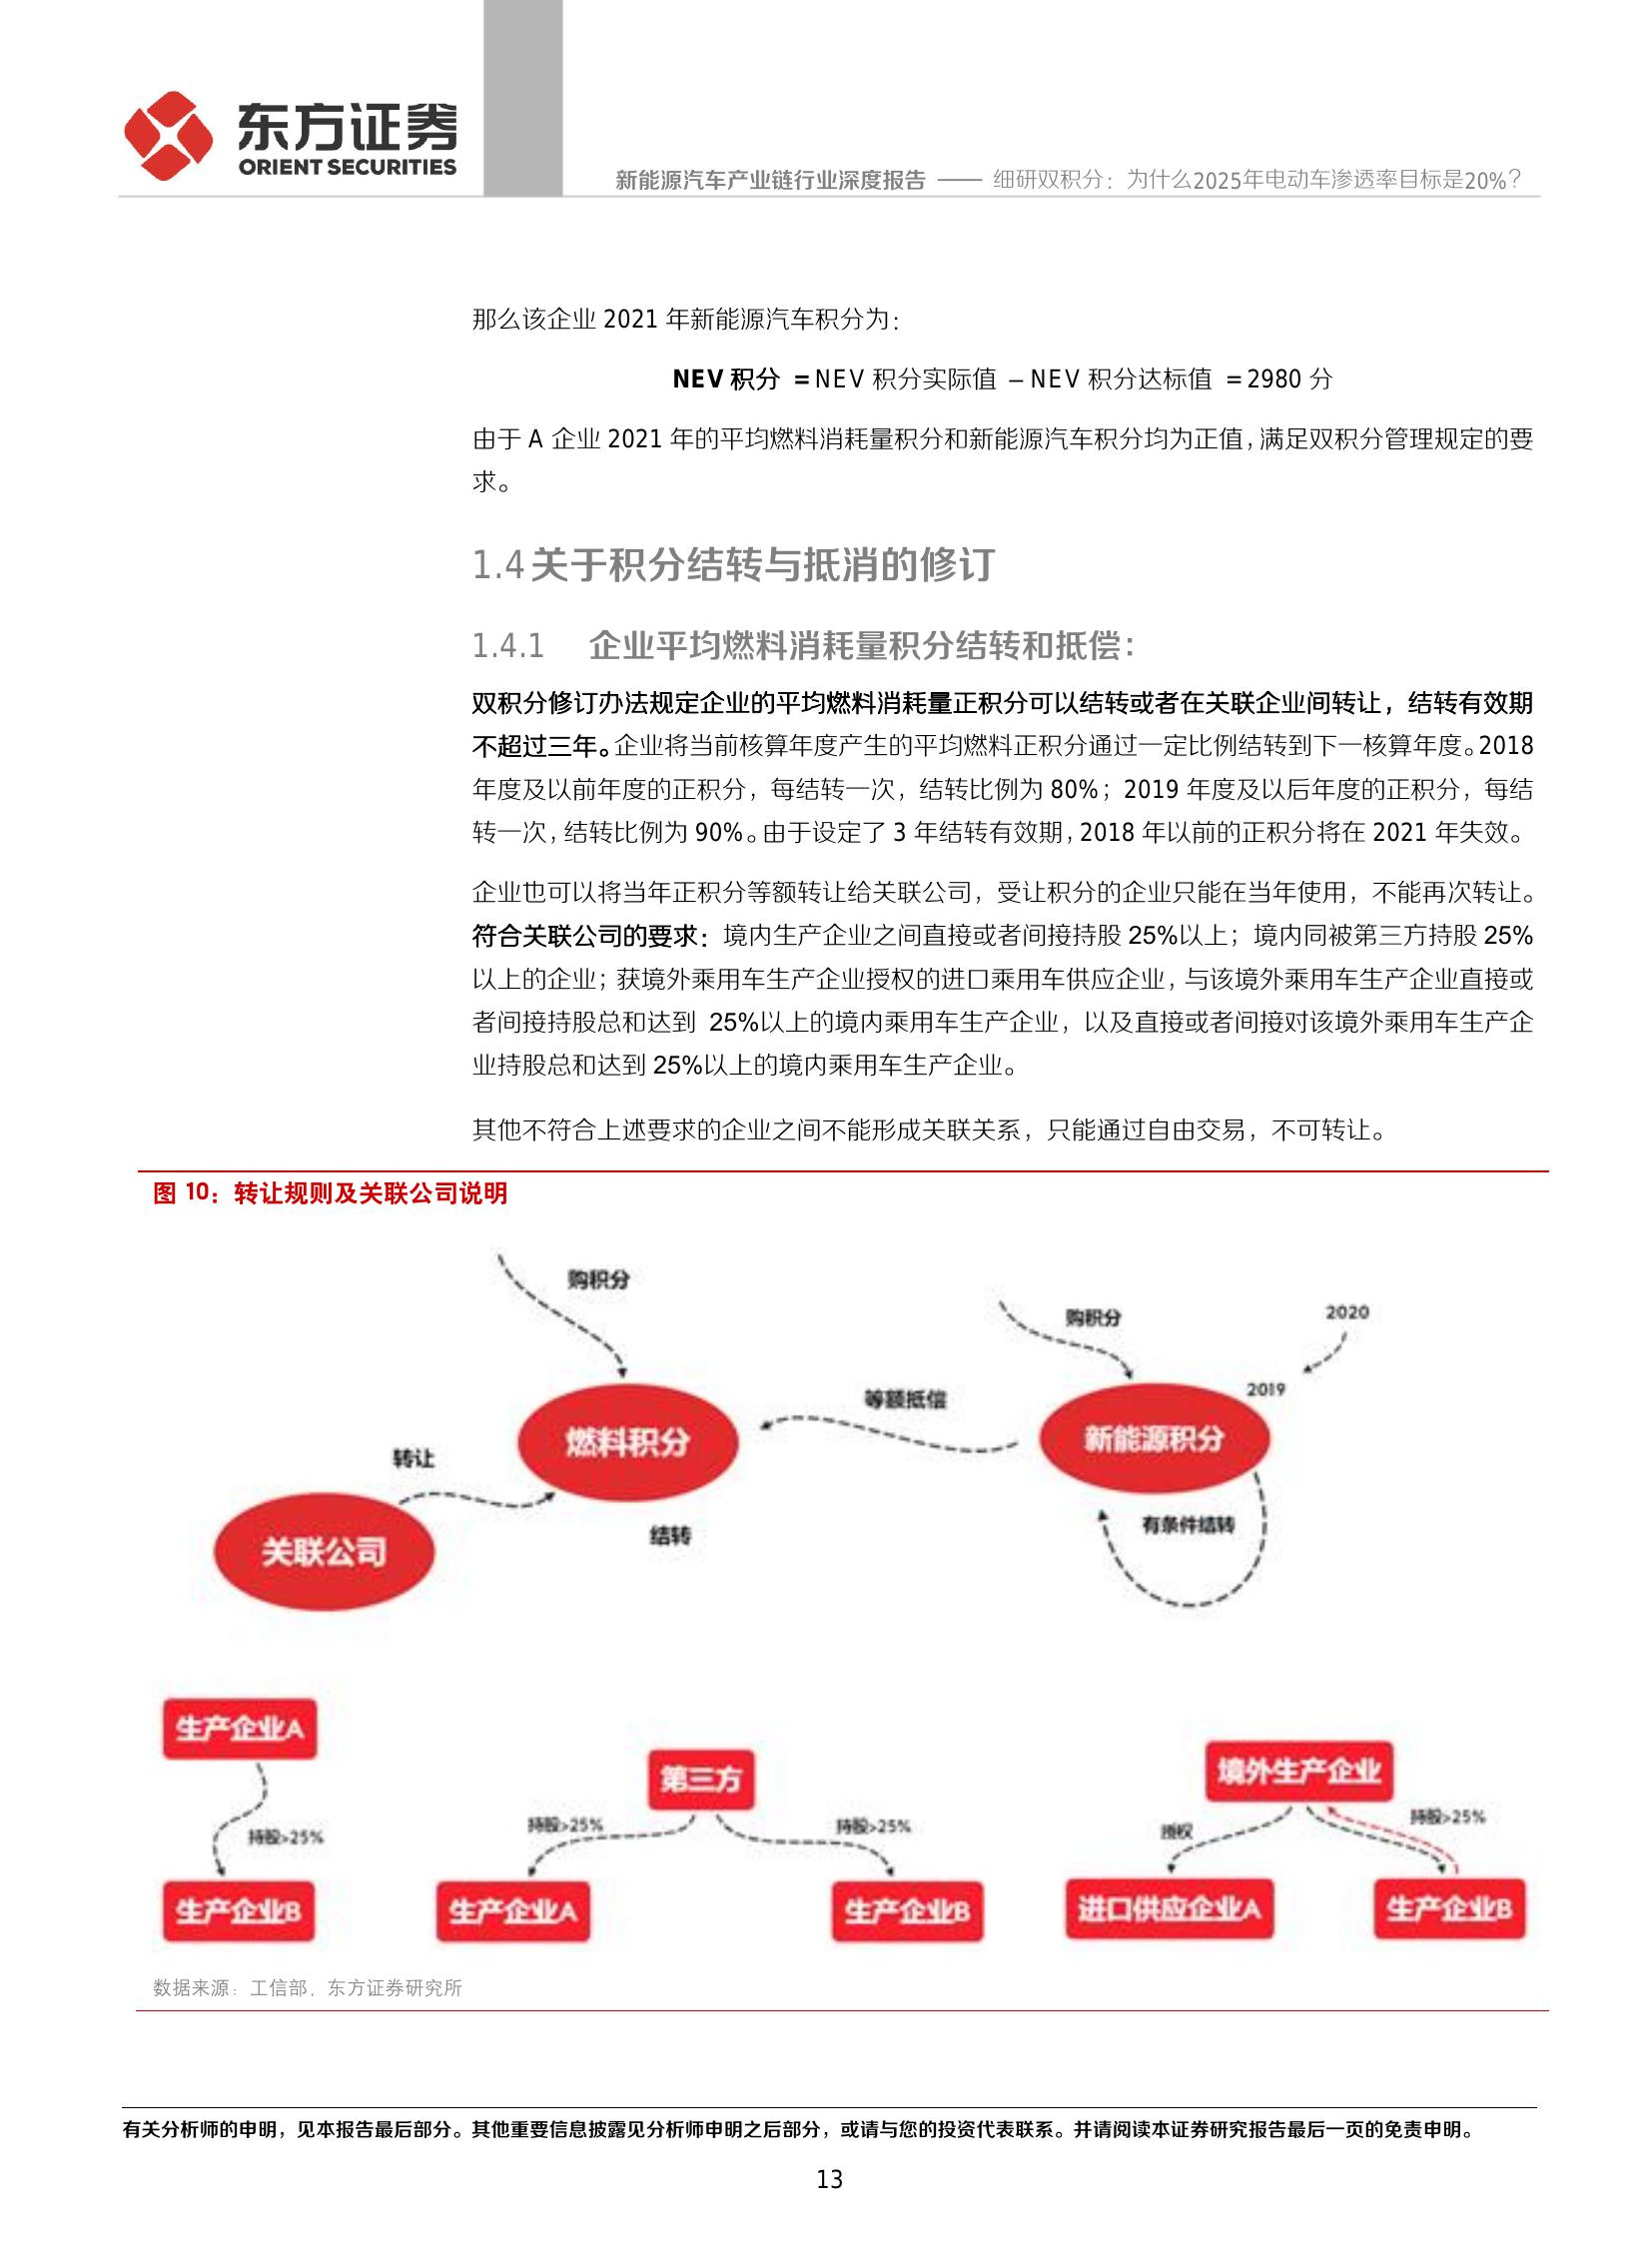 东方证券
ORIENT SECURITIES
新能源汽车产业链行业深度报告 —— 细研双积分：为什么2025年电动车渗透率目标是20%？
那么该企业 2021 年新能源汽车积分为：
NEV 积分 =NEV 积分实际值 – NEV 积分达标值 = 2980 分
由于 A 企业 2021 年的平均燃料消耗量积分和新能源汽车积分均为正值，满足双积分管理规定的要
求。
1.4 关于积分结转与抵消的修订
1.4.1 企业平均燃料消耗量积分结转和抵偿：
双积分修订办法规定企业的平均燃料消耗量正积分可以结转或者在关联企业间转让，结转有效期
不超过三年。企业将当前核算年度产生的平均燃料正积分通过一定比例结转到下一核算年度。2018
年度及以前年度的正积分，每结转一次，结转比例为 80%；2019 年度及以后年度的正积分，每结
转一次，结转比例为 90%。由于设定了 3 年结转有效期，2018 年以前的正积分将在 2021 年失效。
企业也可以将当年正积分等额转让给关联公司，受让积分的企业只能在当年使用，不能再次转让。
符合关联公司的要求：境内生产企业之间直接或者间接持股 25%以上；境内同被第三方持股 25%
以上的企业；获境外乘用车生产企业授权的进口乘用车供应企业，与该境外乘用车生产企业直接或
者间接持股总和达到 25%以上的境内乘用车生产企业，以及直接或者间接对该境外乘用车生产企
业持股总和达到 25%以上的境内乘用车生产企业。
其他不符合上述要求的企业之间不能形成关联关系，只能通过自由交易，不可转让。
图 10：转让规则及关联公司说明
购积分
购积分
2020
2019
等额抵偿
燃料积分
新能源积分
转让
结转
有条件结转
关联公司
生产企业A
持股>25%
生产企业B
第三方
持股>25%
持股>25%
生产企业A
生产企业B
境外生产企业
授权
持股>25%
进口供应企业A
生产企业B
数据来源：工信部，东方证券研究所
有关分析师的申明，见本报告最后部分。其他重要信息披露见分析师申明之后部分，或请与您的投资代表联系。并请阅读本证券研究报告最后一页的免责申明。
13